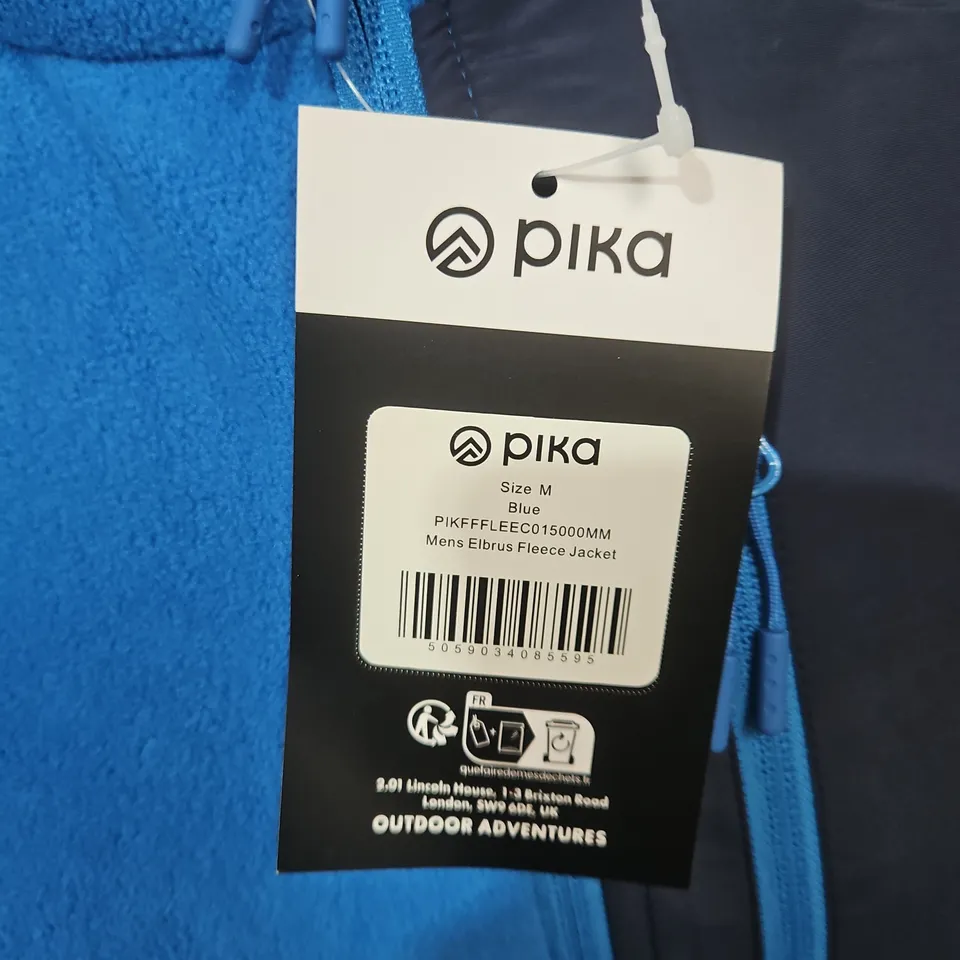 pika
pika
Size M
Blue
PIKFFFLEEC015000MM
Mens Elbrus Fleece Jacket
5059034085595
FR
quefairedemesdechets.fr
2.01 Lincoln House, 1-3 Brixton Road
London, SW9 6DE, UK
OUTDOOR ADVENTURES